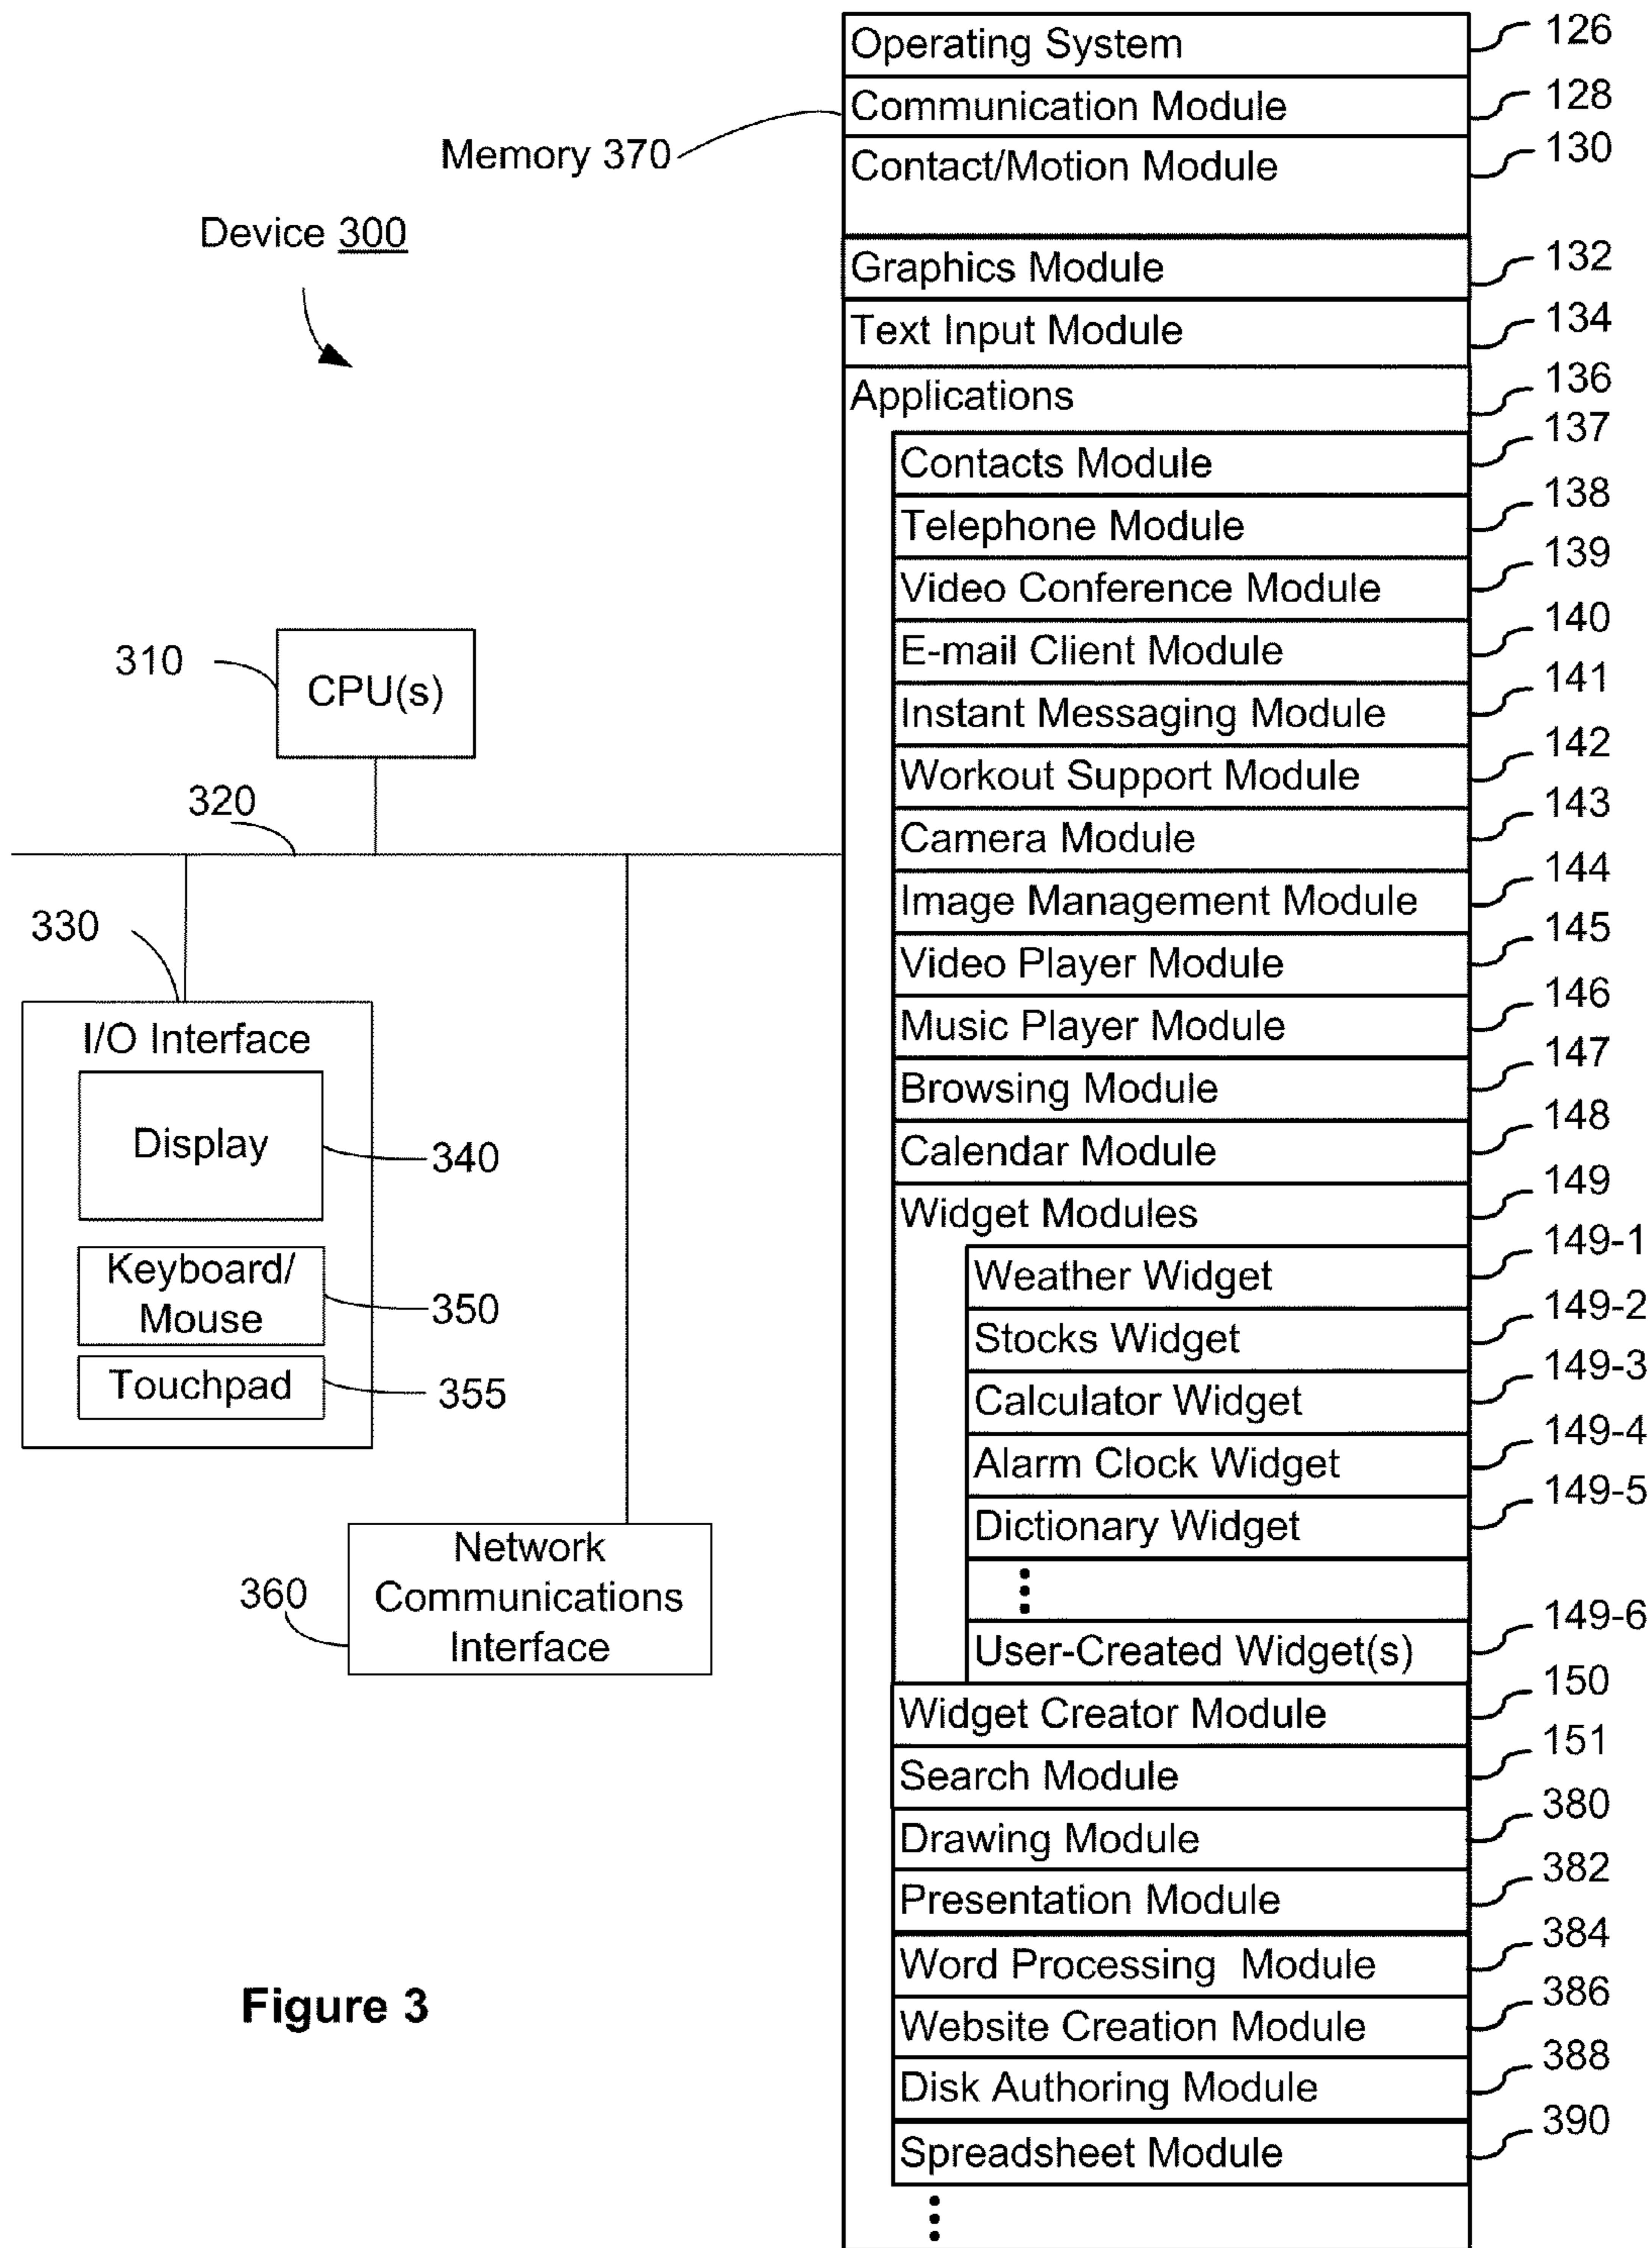 Device 300
Memory 370
310
CPU(s)
320
330
I/O Interface
Display
340
Keyboard/
Mouse
350
Touchpad
355
Network
Communications
Interface
360
Figure 3
Operating System 126
Communication Module 128
Contact/Motion Module 130
Graphics Module 132
Text Input Module 134
Applications 136
Contacts Module 137
Telephone Module 138
Video Conference Module 139
E-mail Client Module 140
Instant Messaging Module 141
Workout Support Module 142
Camera Module 143
Image Management Module 144
Video Player Module 145
Music Player Module 146
Browsing Module 147
Calendar Module 148
Widget Modules 149
Weather Widget 149-1
Stocks Widget 149-2
Calculator Widget 149-3
Alarm Clock Widget 149-4
Dictionary Widget 149-5
User-Created Widget(s) 149-6
Widget Creator Module 150
Search Module 151
Drawing Module 380
Presentation Module 382
Word Processing Module 384
Website Creation Module 386
Disk Authoring Module 388
Spreadsheet Module 390